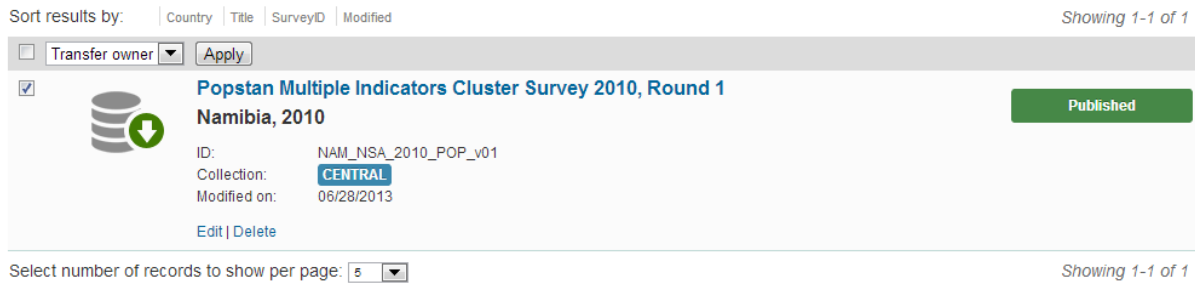 Sort results by: Country Title SurveyID Modified Showing 1-1 of 1
Transfer owner Apply
Popstan Multiple Indicators Cluster Survey 2010, Round 1
Published
Namibia, 2010
ID: NAM_NSA_2010_POP_v01
Collection: CENTRAL
Modified on: 06/28/2013
Edit | Delete
Select number of records to show per page: 5 Showing 1-1 of 1